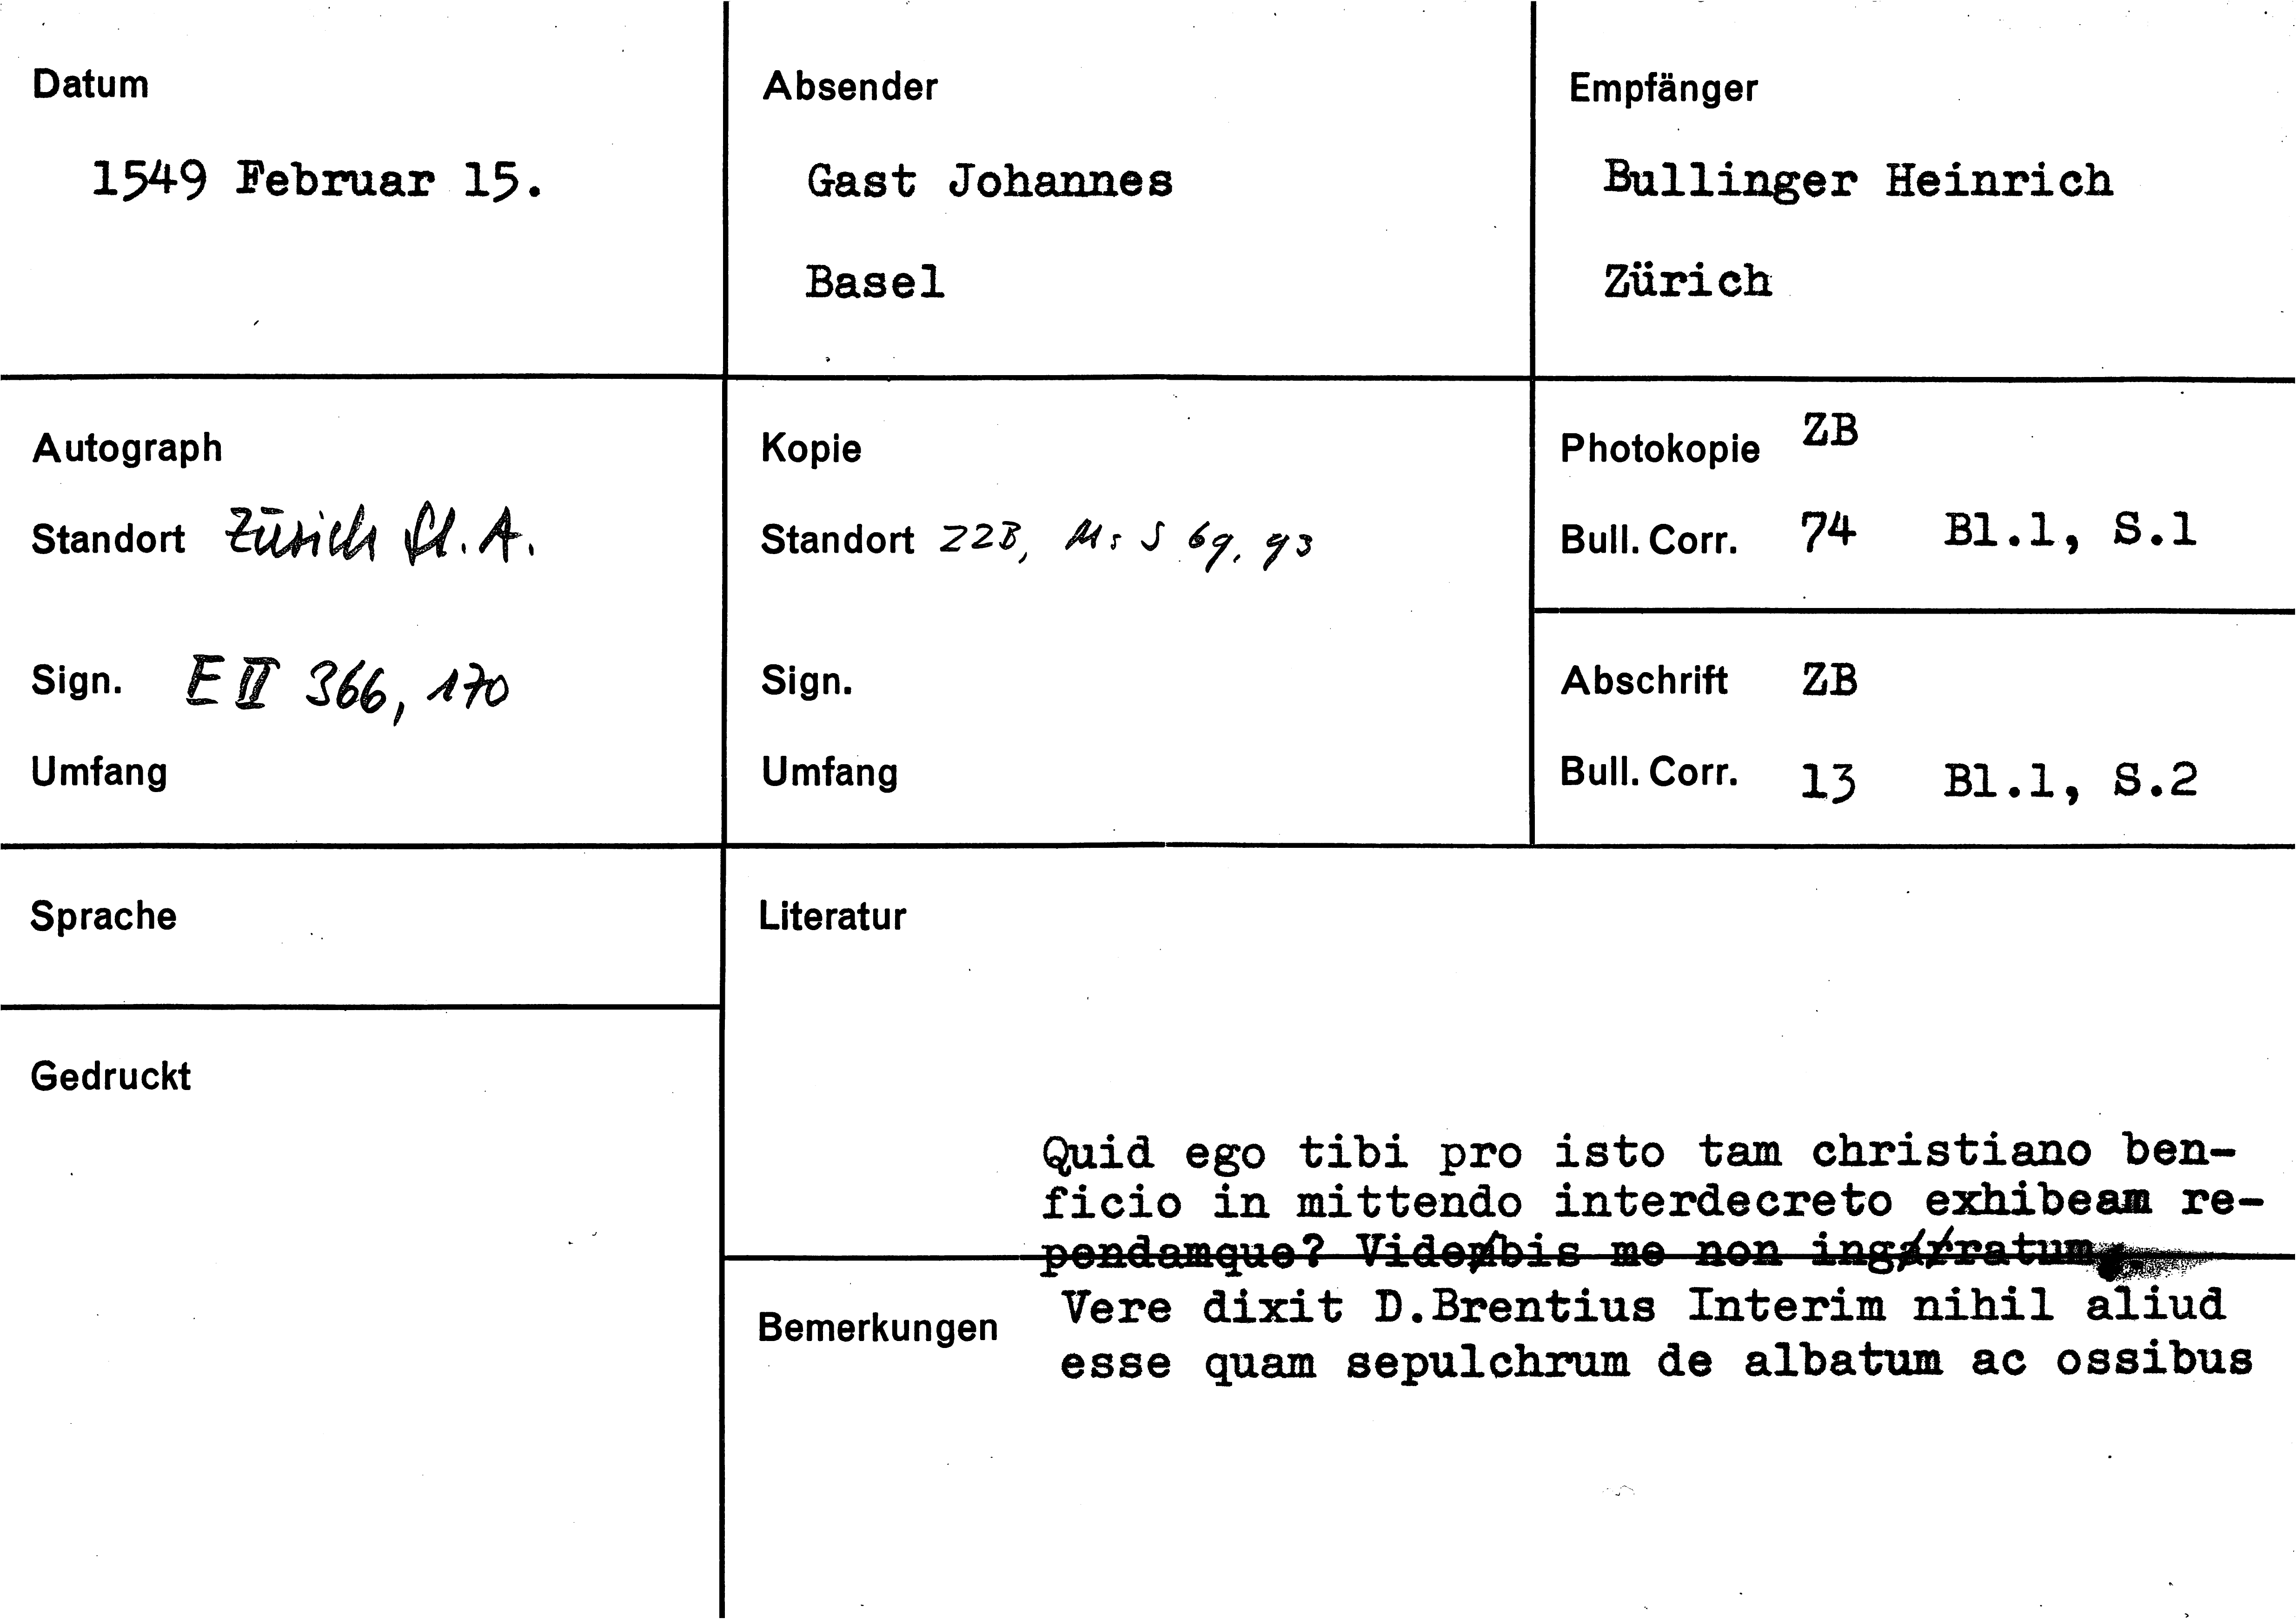 Datum
1549 Februar 15.
Absender
Gast Johannes
Basel
Empfänger
Bullinger Heinrich
Zürich
Autograph
Standort Zürich St. A.
Sign. E II 366, 170
Umfang
Kopie
Standort ZZB, Ms S 69, 93
Sign.
Umfang
Photokopie ZB
Bull. Corr. 74 Bl.1, S.1
Abschrift ZB
Bull. Corr. 13 Bl.1, S.2
Sprache
Gedruckt
Literatur
Quid ego tibi pro isto tam christiano ben-
ficio in mittendo interdecreto exhibeam re-
pendamque? Videbis me non ingratum.
Bemerkungen
Vere dixit D.Brentius Interim nihil aliud
esse quam sepulchrum de albatum ac ossibus